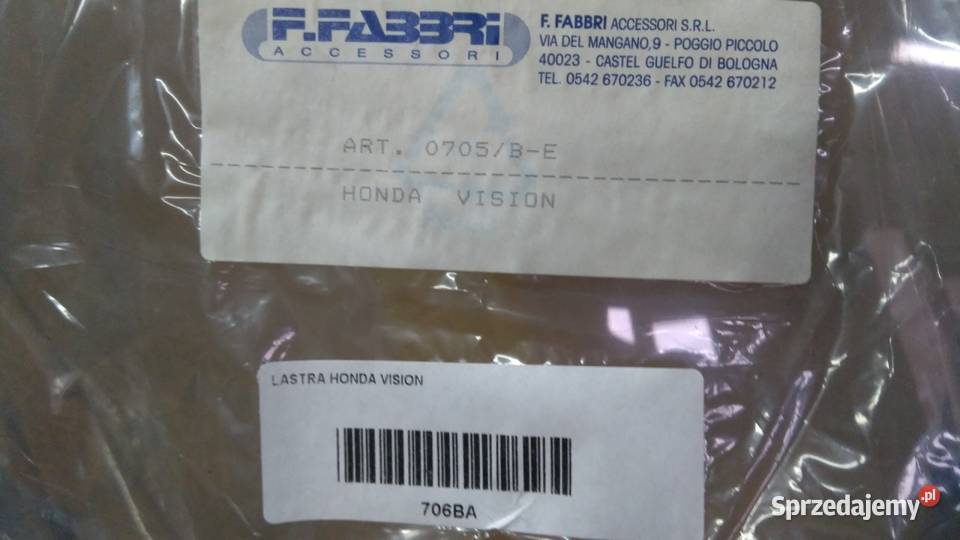 F.FABBRI
ACCESSORI
F. FABBRI ACCESSORI S.R.L.
VIA DEL MANGANO,9 - POGGIO PICCOLO
40023 - CASTEL GUELFO DI BOLOGNA
TEL. 0542 670236 - FAX 0542 670212
ART. 0705/B-E
HONDA VISION
LASTRA HONDA VISION
706BA
Sprzedajemy.pl